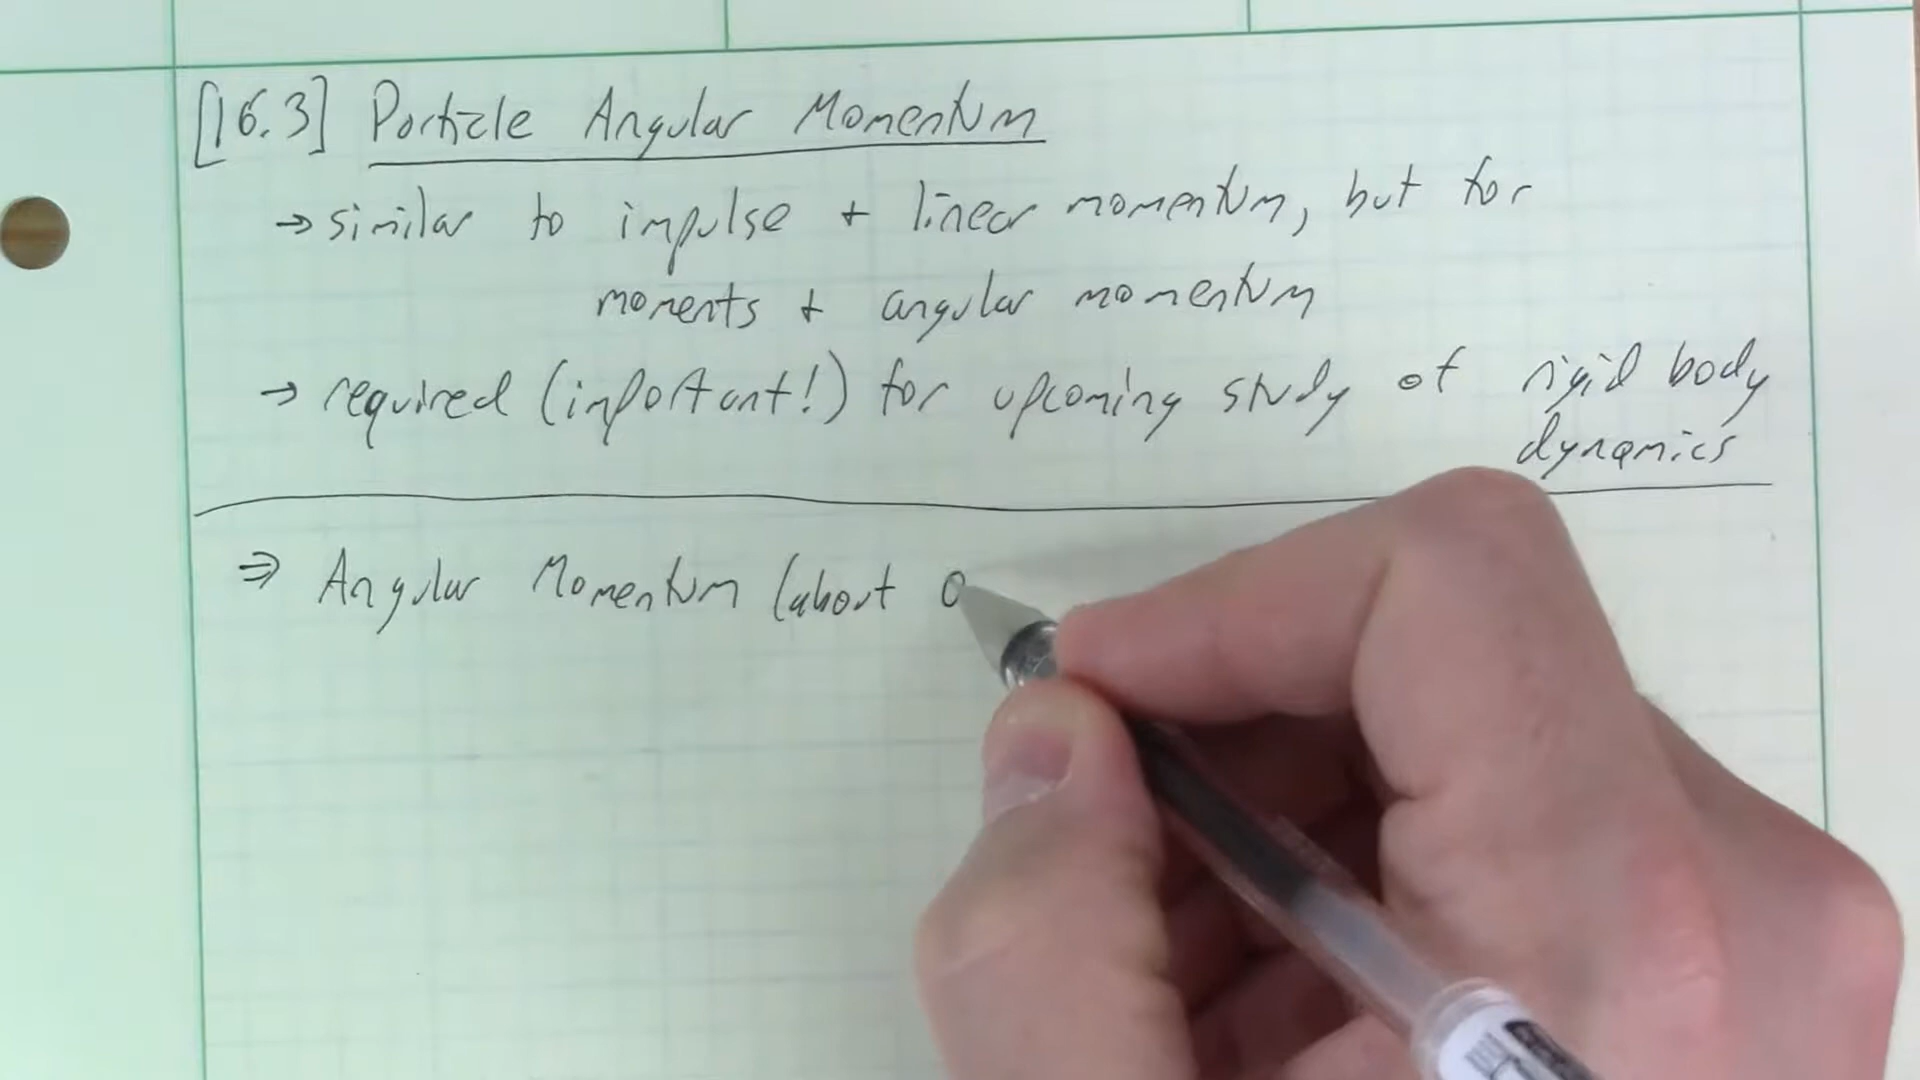 [16.3] Particle Angular Momentum
→ similar to impulse + linear momentum, but for
moments + angular momentum
→ required (important!) for upcoming study of rigid body
dynamics
⇒ Angular Momentum (about O